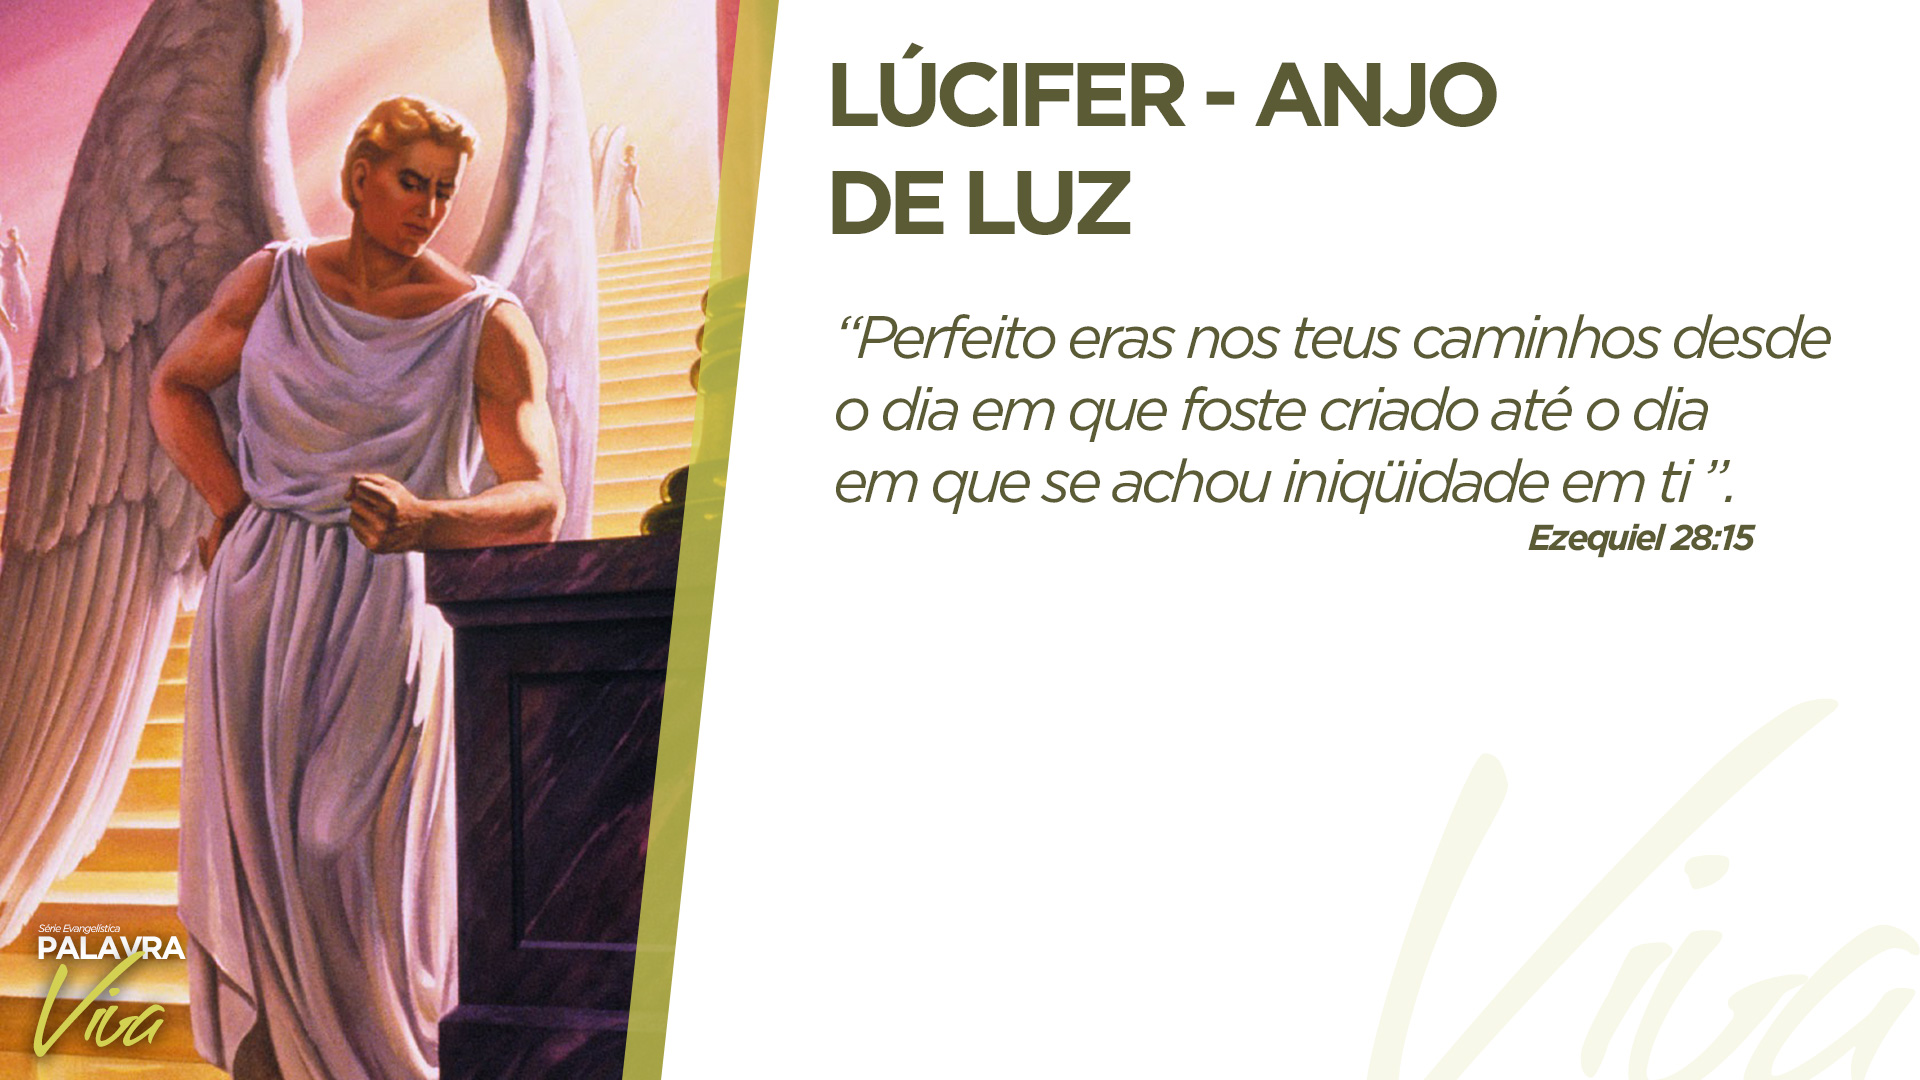 LÚCIFER - ANJO
DE LUZ
“Perfeito eras nos teus caminhos desde
o dia em que foste criado até o dia
em que se achou iniqüidade em ti ”.
Ezequiel 28:15
Série Evangelística
PALAVRA
Viva
Viva